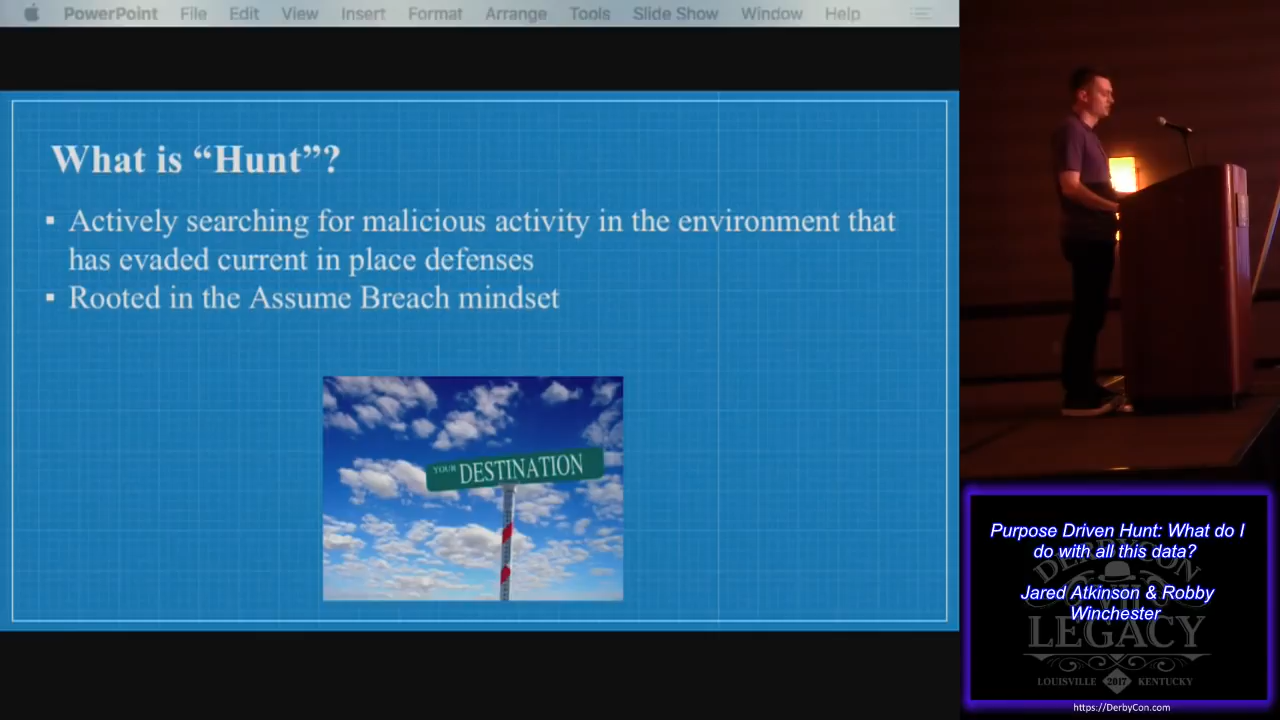 PowerPoint File Edit View Insert Format Arrange Tools Slide Show Window Help
What is “Hunt”?
▪ Actively searching for malicious activity in the environment that
has evaded current in place defenses
▪ Rooted in the Assume Breach mindset
YOUR DESTINATION
Purpose Driven Hunt: What do I
do with all this data?
Jared Atkinson & Robby
Winchester
DERBYCON
LEGACY
LOUISVILLE 2017 KENTUCKY
https://DerbyCon.com